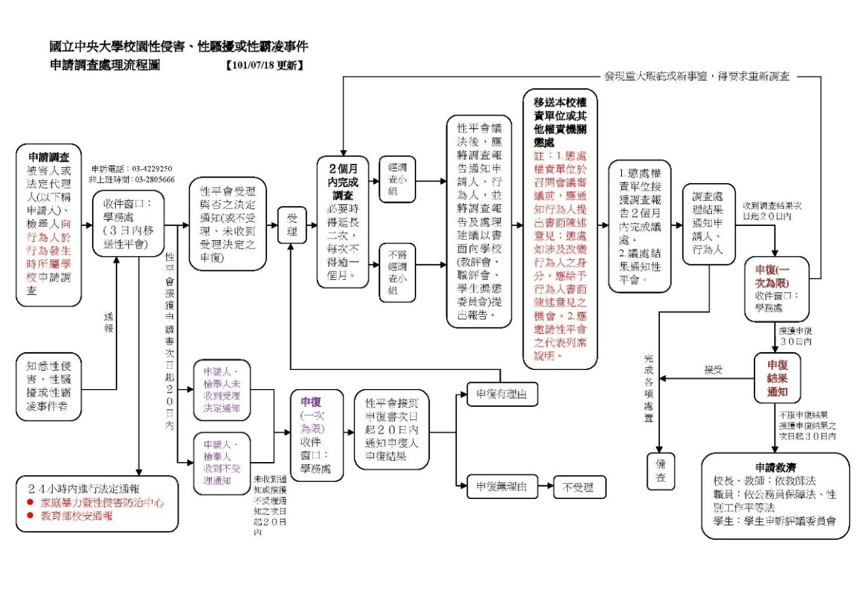 國立中央大學校園性侵害、性騷擾或性霸凌事件
申請調查處理流程圖 【101/07/18 更新】
發現重大瑕疵或新事證,得要求重新調查
申請調查
被害人或
法定代理
人(以下稱
申請人)、
檢舉人向
行為人於
行為發生
時所屬學
校申請調
查
申訴電話:03-4229250
非上班時間:03-2805666
收件窗口:
學務處
(3日內移
送性平會)
性平會受理
與否之決定
通知(或不受
理、未收到
受理決定之
申復)
受
理
2個月
內完成
調查
必要時
得延長
二次,
每次不
得逾一
個月。
組調
查小
組
不需
組調
查小
組
性平會議
決後,應
將調查報
告通知申
請人、行
為人,並
將調查報
告及處理
建議以書
面向學校
(教評會、
職評會、
學生獎懲
委員會)提
出報告。
移送本校權
責單位或其
他權責機關
懲處
註:1.懲處
權責單位於
召開會議審
議前,應通
知行為人提
出書面陳述
意見;懲處
如涉及改變
行為人之身
分,應給予
行為人書面
陳述意見之
機會。2.應
邀請性平會
之代表列席
說明。
1.懲處權
責單位接
獲調查報
告2個月
內完成議
處。
2.議處結
果通知性
平會。
調查處
理結果
通知申
請人、
行為人
收到調查結果次
日起20日內
申復(一
次為限)
收件窗口:
學務處
接獲申復
30日內
申復
結果
通知
接受
完成各項處置
不服申復結果
接獲申復結果之
次日起30日內
備
查
申請救濟
校長、教師:依教師法
職員:依公務員保障法、性
別工作平等法
學生:學生申訴評議委員會
通報
性平會接獲申請書次日起20日內
知悉性侵
害、性騷
擾或性霸
凌事件者
24小時內進行法定通報
家庭暴力暨性侵害防治中心
教育部校安通報
申請人、
檢舉人未
收到受理
法定通知
申請人、
檢舉人
收到不受
理通知
未收到通
知或接獲
不受理通
知之次日
起20日
內
申復
(一次
為限)
收件
窗口:
學務處
性平會接到
申復書次日
起20日內
通知申復人
申復結果
申復有理由
申復無理由
不受理